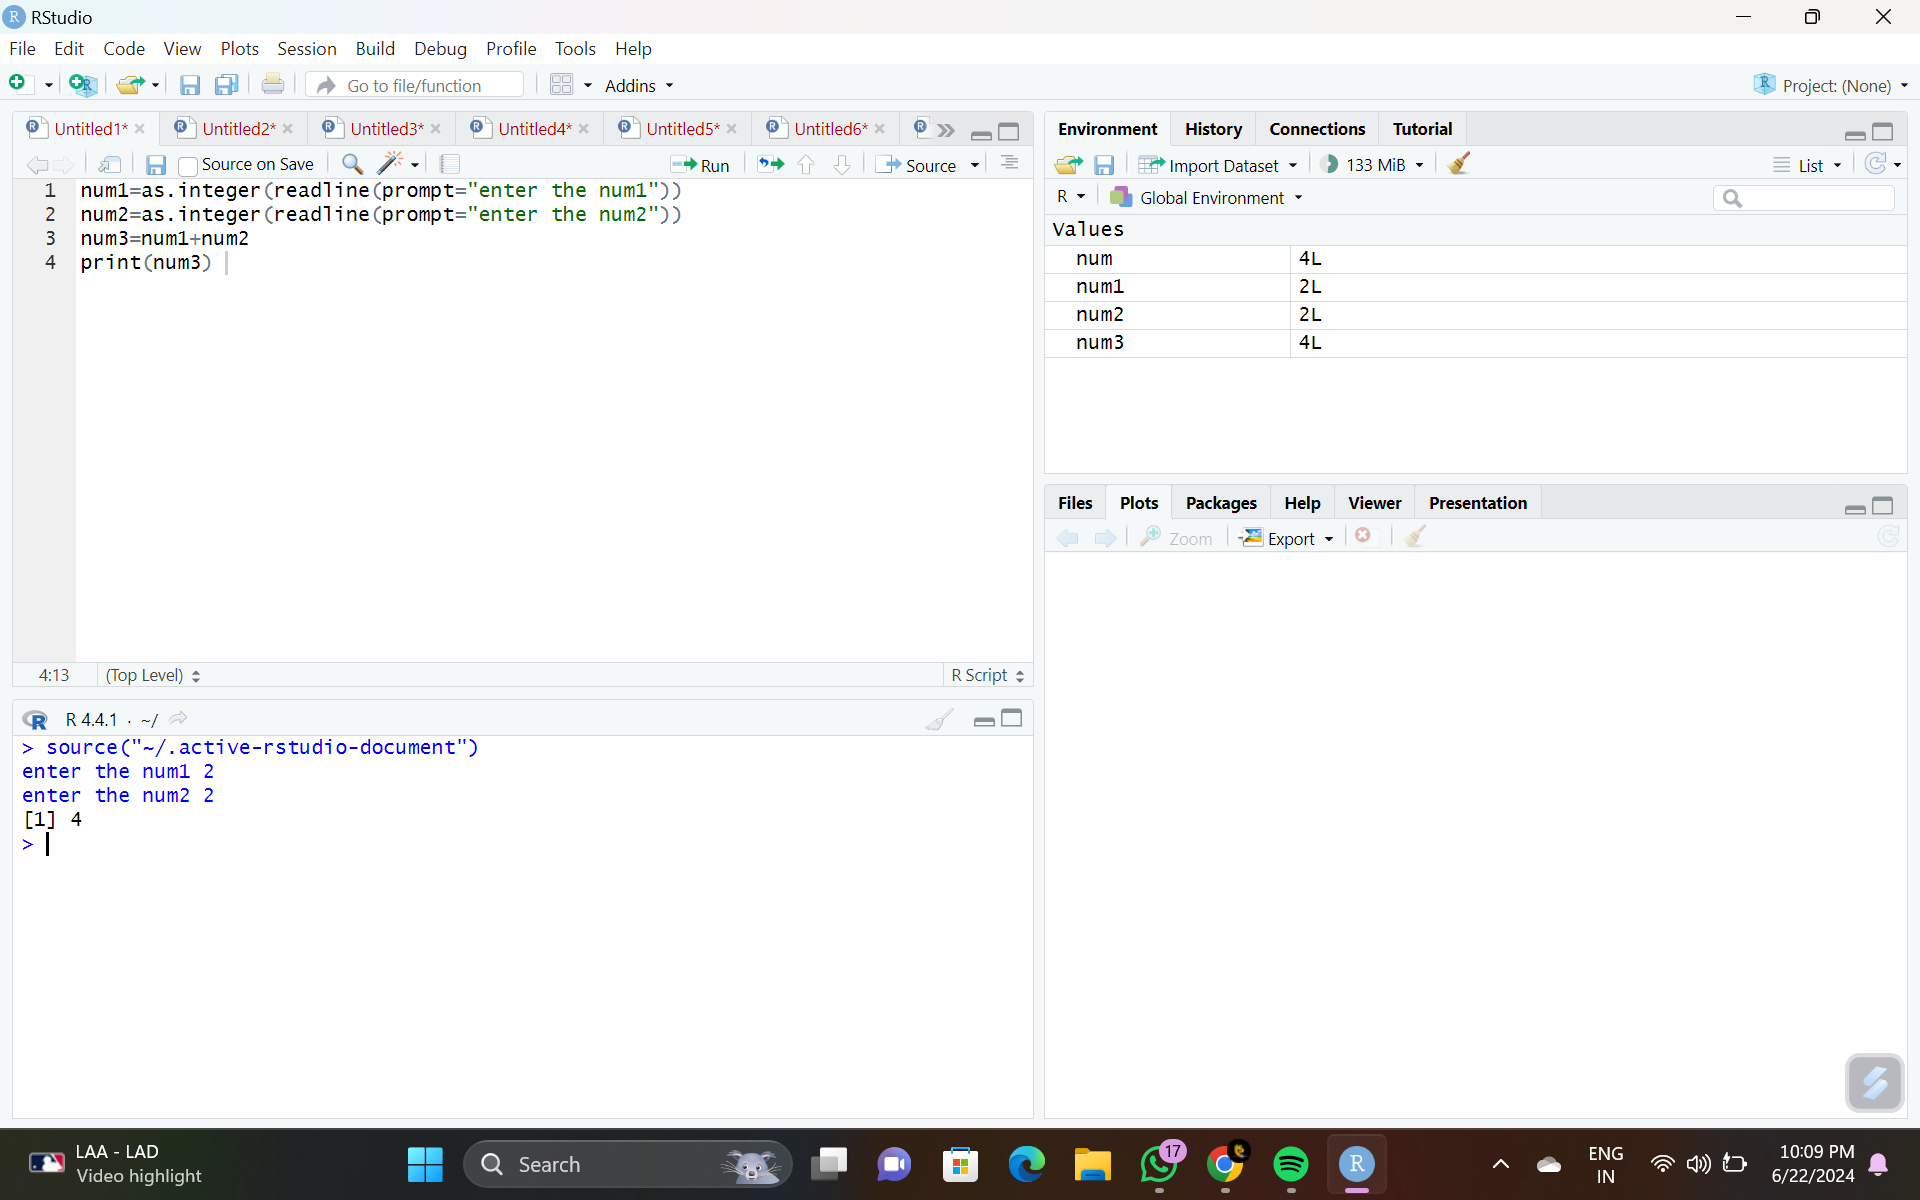 RStudio
File Edit Code View Plots Session Build Debug Profile Tools Help
Go to file/function Addins Project: (None)
Untitled1* Untitled2* Untitled3* Untitled4* Untitled5* Untitled6*
Source on Save Run Source
1 num1=as.integer(readline(prompt="enter the num1"))
2 num2=as.integer(readline(prompt="enter the num2"))
3 num3=num1+num2
4 print(num3)
4:13 (Top Level) R Script
R 4.4.1 · ~/
> source("~/.active-rstudio-document")
enter the num1 2
enter the num2 2
[1] 4
>
Environment History Connections Tutorial
Import Dataset 133 MiB List
R Global Environment
Values
num 4L
num1 2L
num2 2L
num3 4L
Files Plots Packages Help Viewer Presentation
Zoom Export
LAA - LAD
Video highlight
Search
17
R
ENG
IN
10:09 PM
6/22/2024